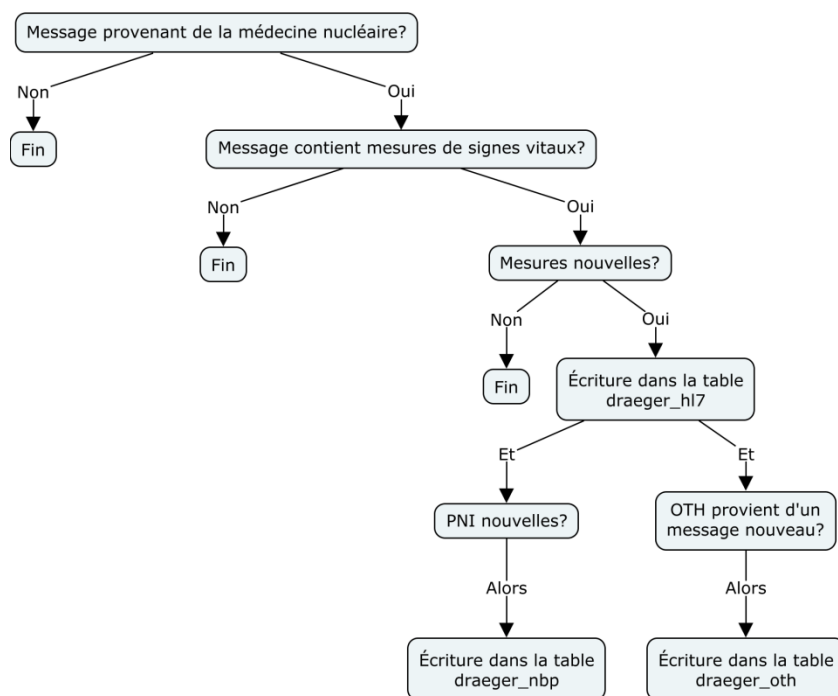 Message provenant de la médecine nucléaire?
Non
Oui
Fin
Message contient mesures de signes vitaux?
Non
Oui
Fin
Mesures nouvelles?
Non
Oui
Fin
Écriture dans la table
draeger_hl7
Et
Et
PNI nouvelles?
OTH provient d'un
message nouveau?
Alors
Alors
Écriture dans la table
draeger_nbp
Écriture dans la table
draeger_oth